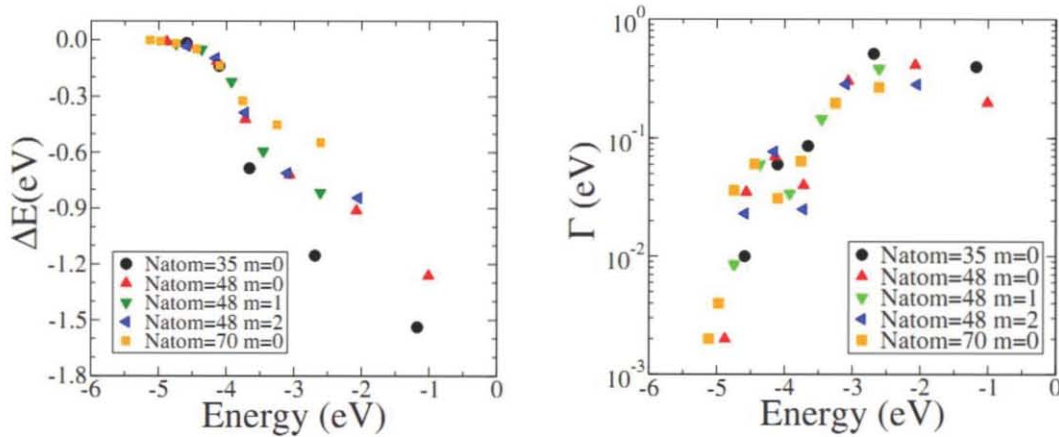 0.0
-0.3
-0.6
-0.9
-1.2
-1.5
-1.8
ΔE(eV)
Natom=35 m=0
Natom=48 m=0
Natom=48 m=1
Natom=48 m=2
Natom=70 m=0
-6 -5 -4 -3 -2 -1 0
Energy (eV)
10^0
10^-1
10^-2
10^-3
Γ (eV)
Natom=35 m=0
Natom=48 m=0
Natom=48 m=1
Natom=48 m=2
Natom=70 m=0
-6 -5 -4 -3 -2 -1 0
Energy (eV)